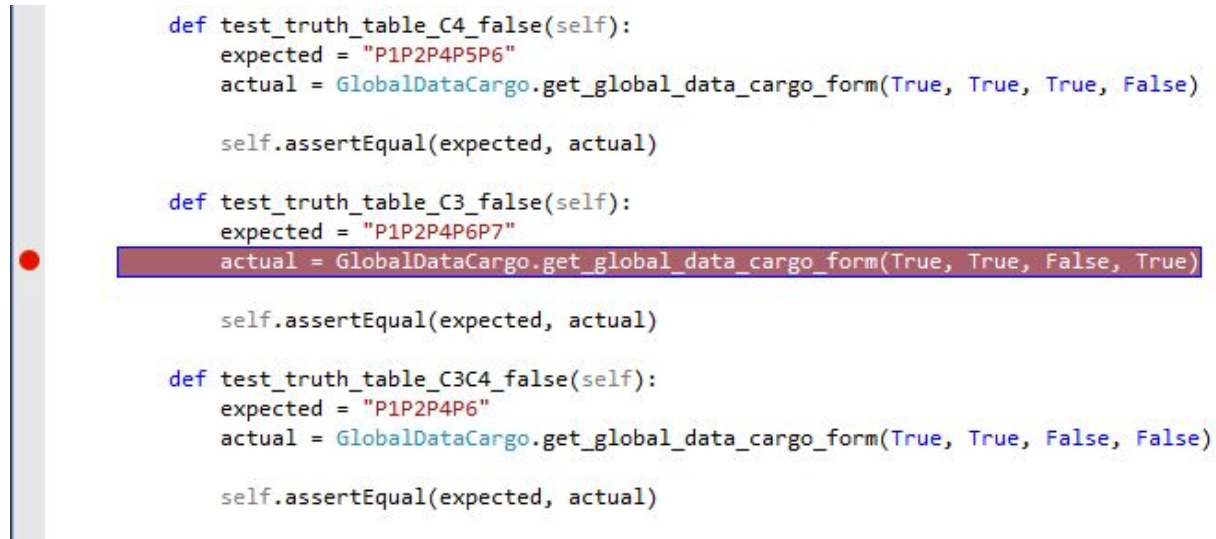 def test_truth_table_C4_false(self):
expected = "P1P2P4P5P6"
actual = GlobalDataCargo.get_global_data_cargo_form(True, True, True, False)
self.assertEqual(expected, actual)
def test_truth_table_C3_false(self):
expected = "P1P2P4P6P7"
actual = GlobalDataCargo.get_global_data_cargo_form(True, True, False, True)
self.assertEqual(expected, actual)
def test_truth_table_C3C4_false(self):
expected = "P1P2P4P6"
actual = GlobalDataCargo.get_global_data_cargo_form(True, True, False, False)
self.assertEqual(expected, actual)